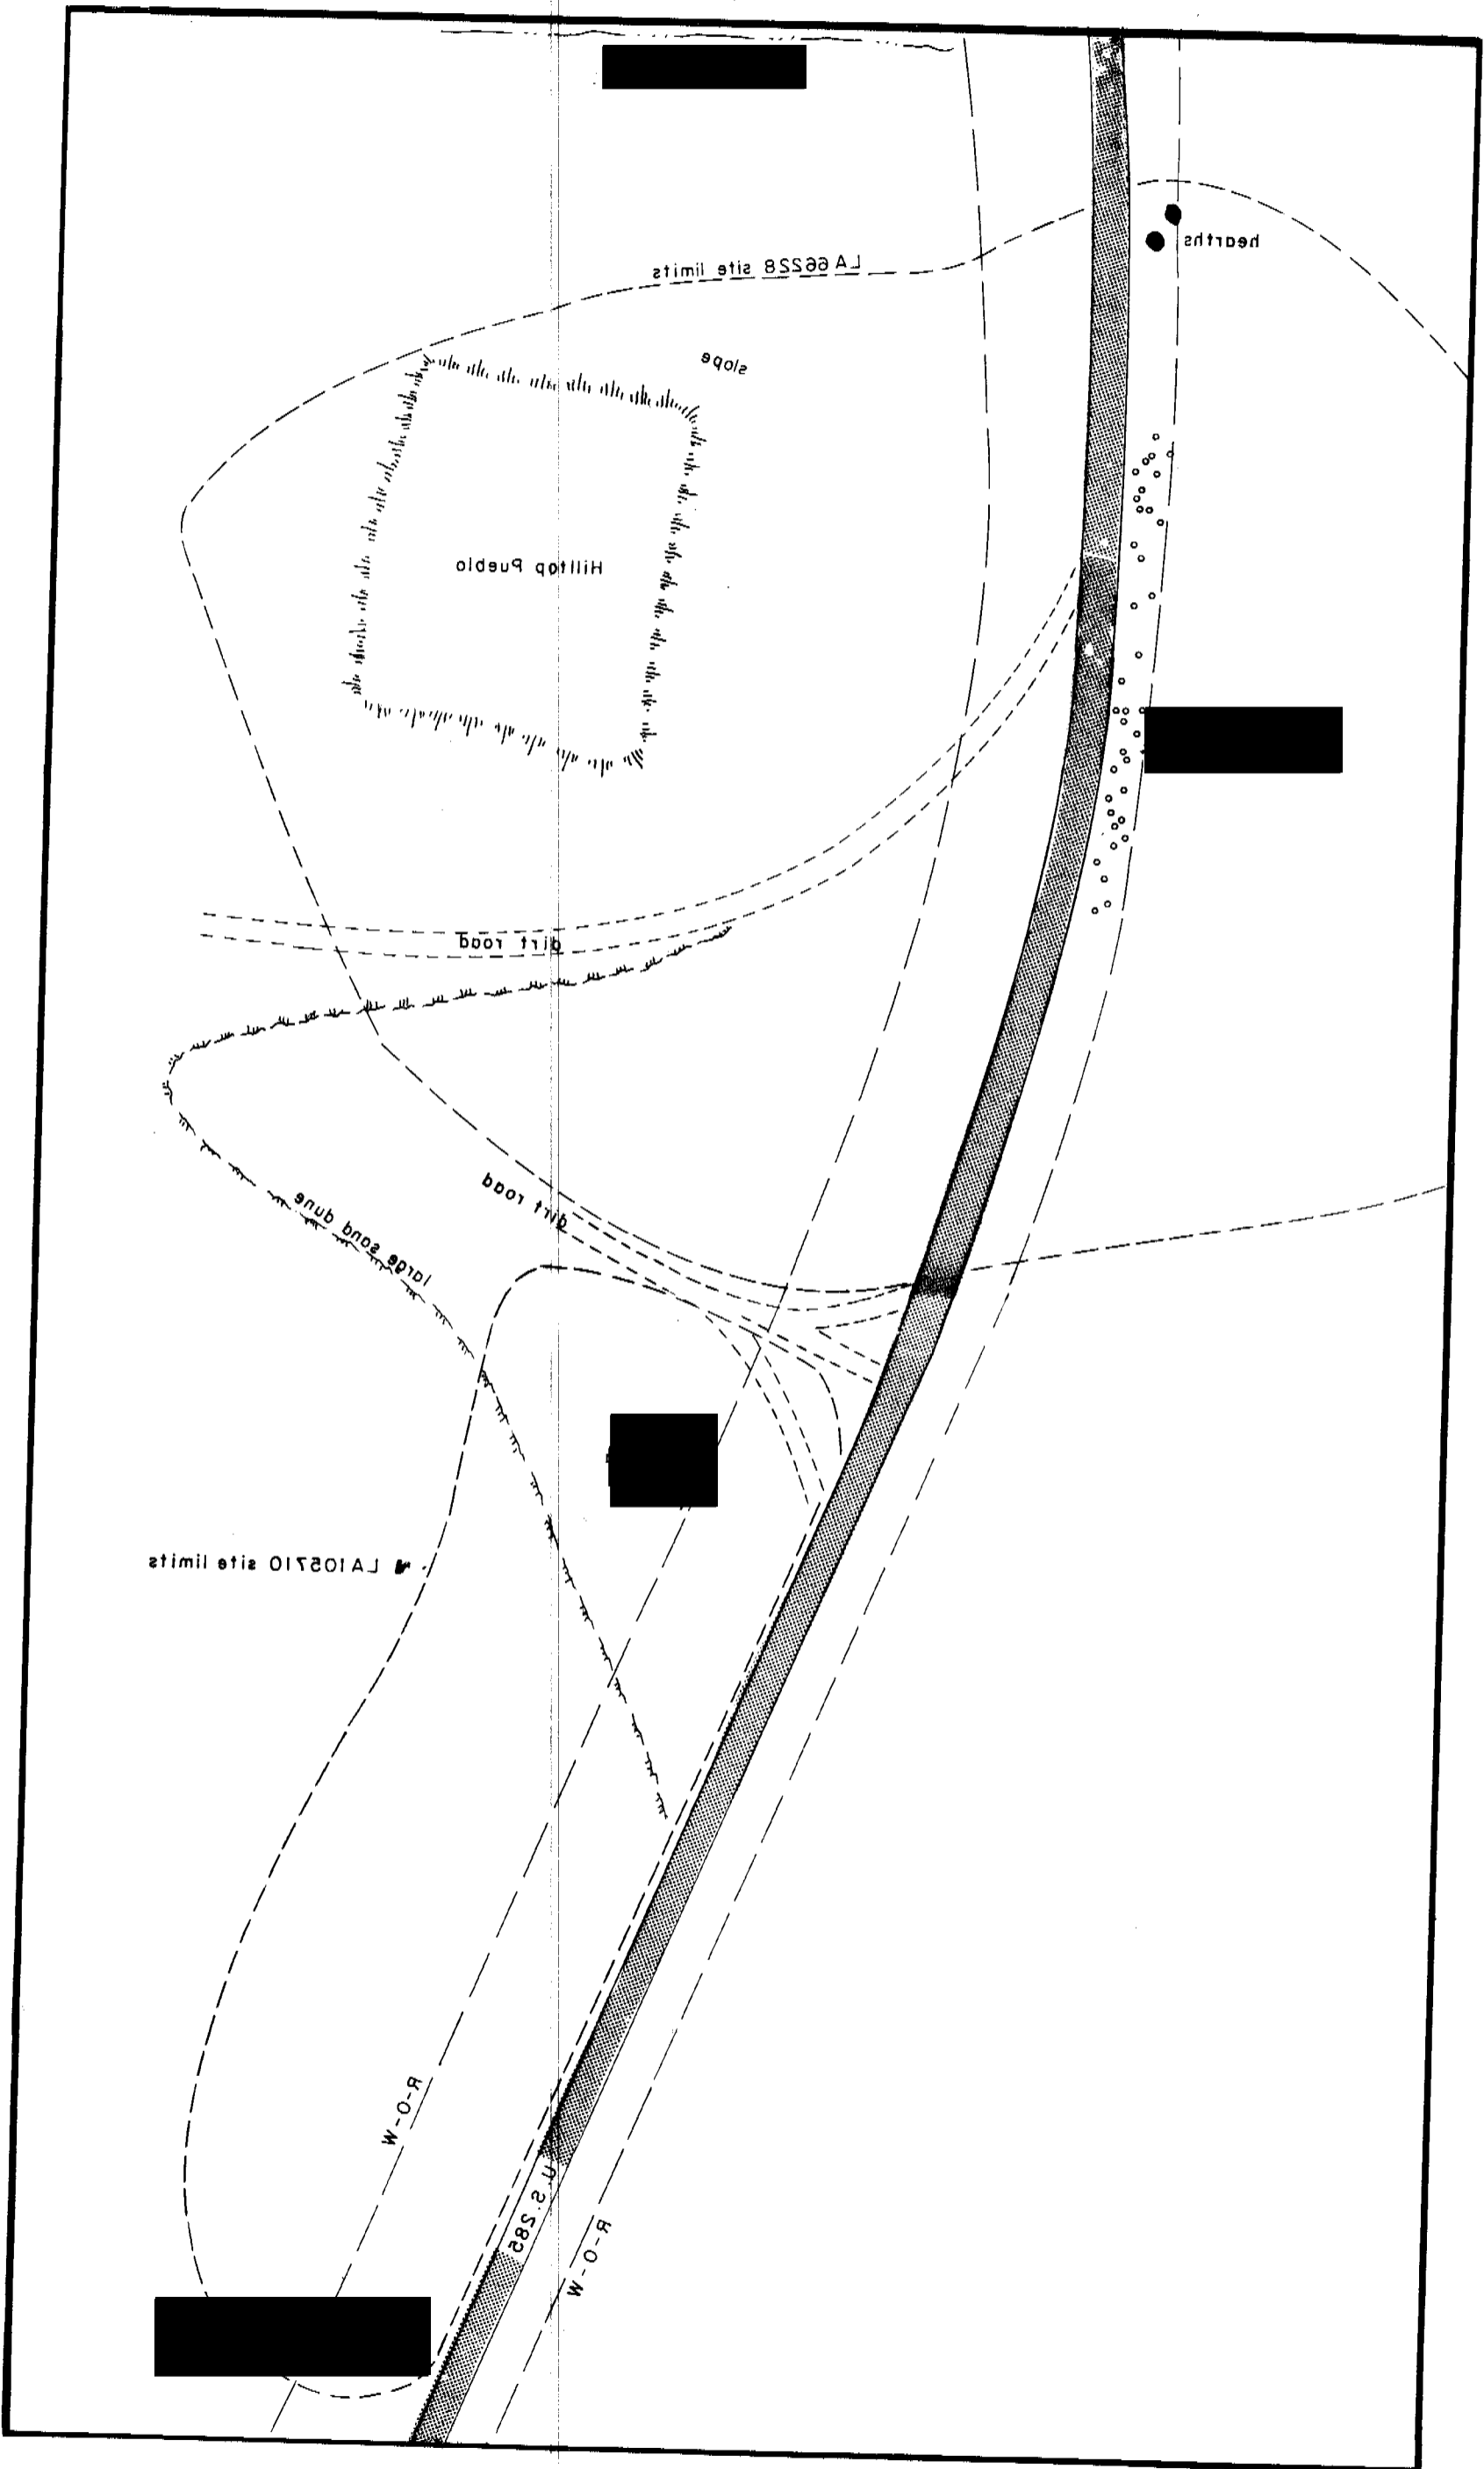 hearths
LA 66228 site limits
slope
Hilltop Pueblo
dirt road
dirt road
large sand dune
LA105710 site limits
R-O-W
U.S. 285
R-O-W